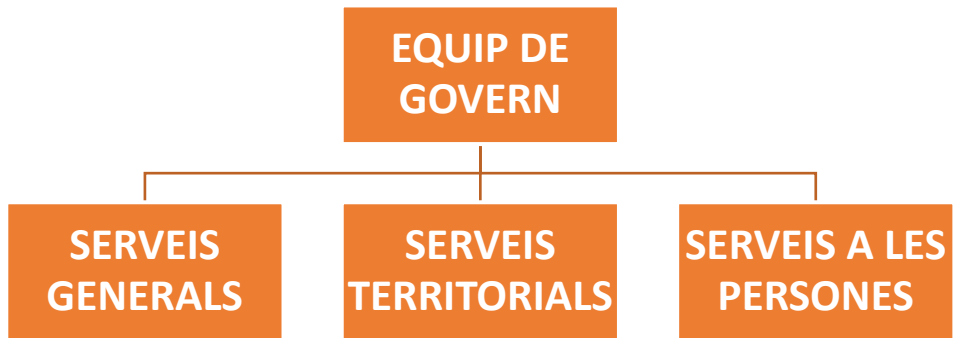 EQUIP DE
GOVERN
SERVEIS
GENERALS
SERVEIS
TERRITORIALS
SERVEIS A LES
PERSONES